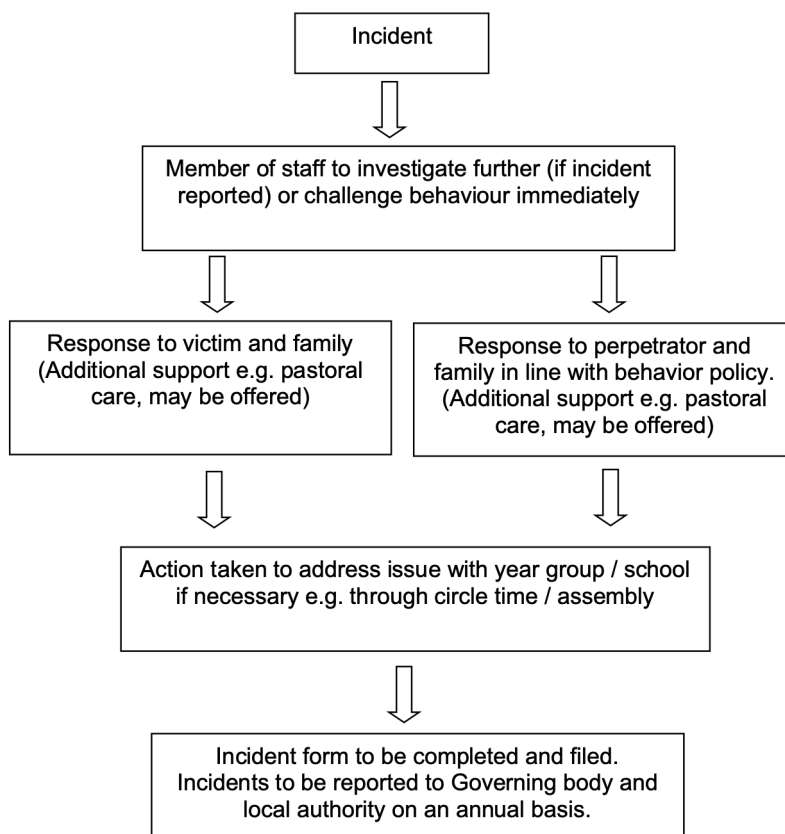 Incident
Member of staff to investigate further (if incident
reported) or challenge behaviour immediately
Response to victim and family
(Additional support e.g. pastoral
care, may be offered)
Response to perpetrator and
family in line with behavior policy.
(Additional support e.g. pastoral
care, may be offered)
Action taken to address issue with year group / school
if necessary e.g. through circle time / assembly
Incident form to be completed and filed.
Incidents to be reported to Governing body and
local authority on an annual basis.